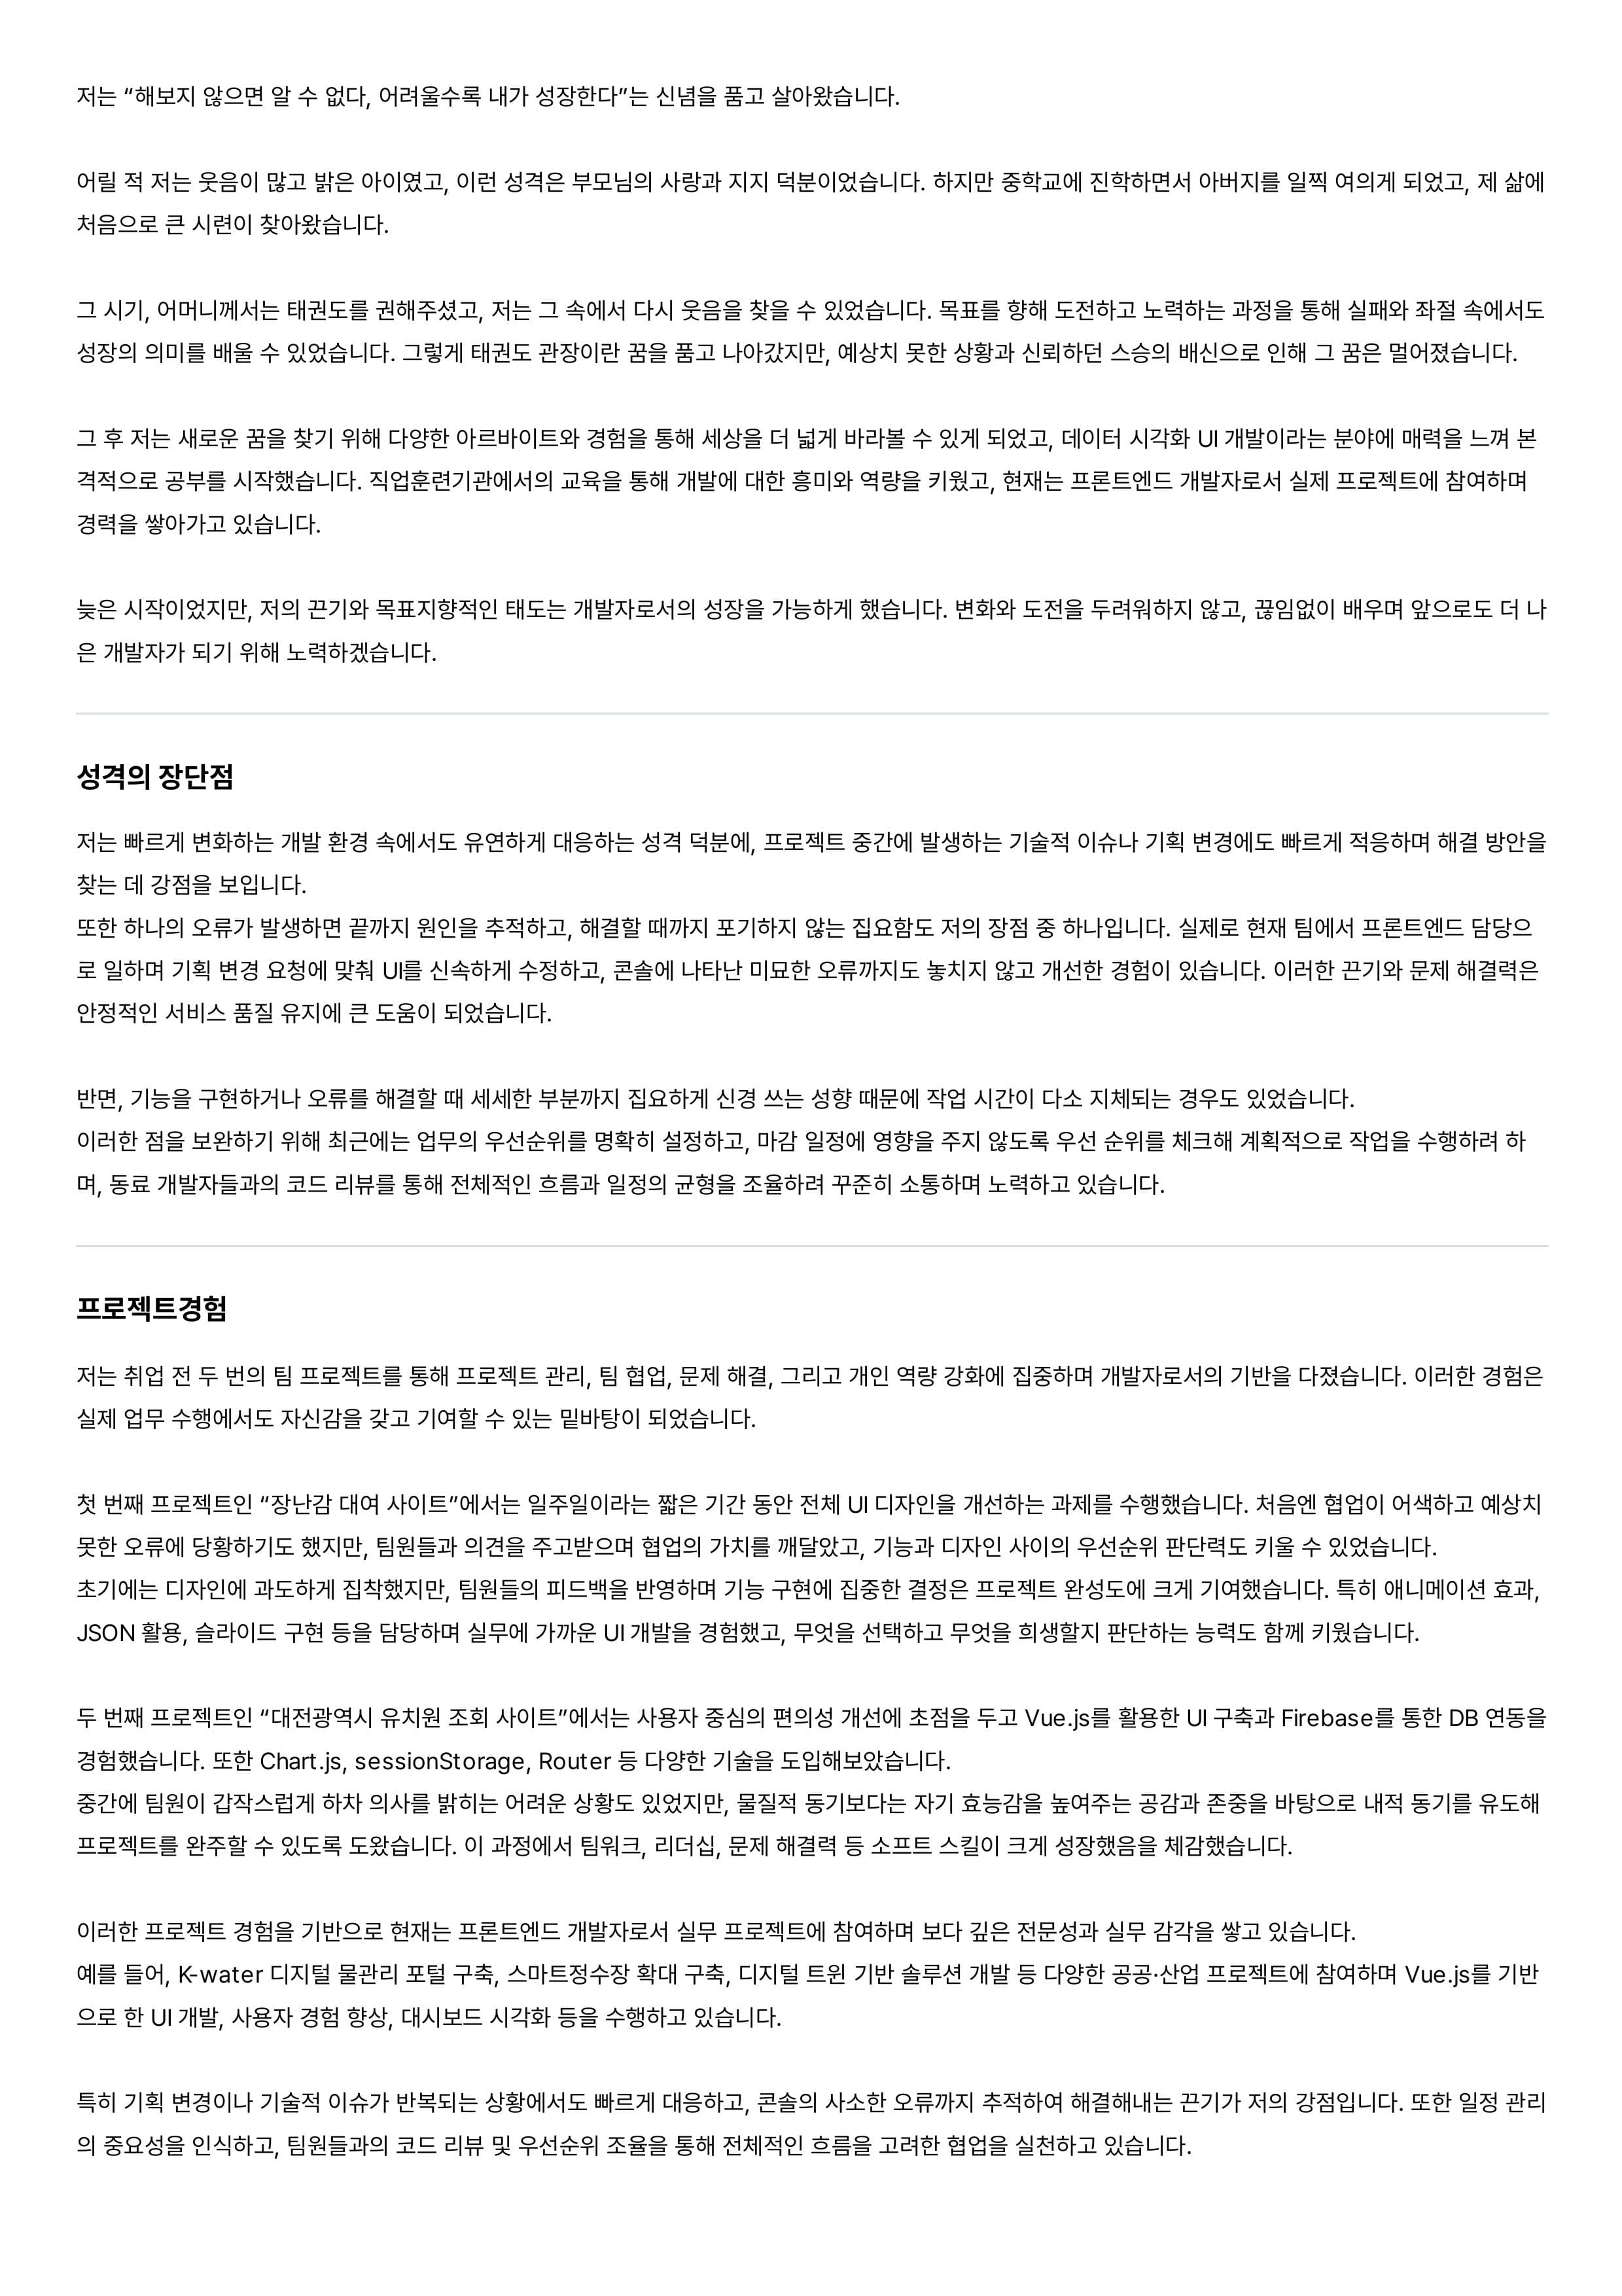 저는 “해보지 않으면 알 수 없다, 어려울수록 내가 성장한다”는 신념을 품고 살아왔습니다.
어릴 적 저는 웃음이 많고 밝은 아이였고, 이런 성격은 부모님의 사랑과 지지 덕분이었습니다. 하지만 중학교에 진학하면서 아버지를 일찍 여의게 되었고, 제 삶에
처음으로 큰 시련이 찾아왔습니다.
그 시기, 어머니께서는 태권도를 권해주셨고, 저는 그 속에서 다시 웃음을 찾을 수 있었습니다. 목표를 향해 도전하고 노력하는 과정을 통해 실패와 좌절 속에서도
성장의 의미를 배울 수 있었습니다. 그렇게 태권도 관장이란 꿈을 품고 나아갔지만, 예상치 못한 상황과 신뢰하던 스승의 배신으로 인해 그 꿈은 멀어졌습니다.
그 후 저는 새로운 꿈을 찾기 위해 다양한 아르바이트와 경험을 통해 세상을 더 넓게 바라볼 수 있게 되었고, 데이터 시각화 UI 개발이라는 분야에 매력을 느껴 본
격적으로 공부를 시작했습니다. 직업훈련기관에서의 교육을 통해 개발에 대한 흥미와 역량을 키웠고, 현재는 프론트엔드 개발자로서 실제 프로젝트에 참여하며
경력을 쌓아가고 있습니다.
늦은 시작이었지만, 저의 끈기와 목표지향적인 태도는 개발자로서의 성장을 가능하게 했습니다. 변화와 도전을 두려워하지 않고, 끊임없이 배우며 앞으로도 더 나
은 개발자가 되기 위해 노력하겠습니다.
성격의 장단점
저는 빠르게 변화하는 개발 환경 속에서도 유연하게 대응하는 성격 덕분에, 프로젝트 중간에 발생하는 기술적 이슈나 기획 변경에도 빠르게 적응하며 해결 방안을
찾는 데 강점을 보입니다.
또한 하나의 오류가 발생하면 끝까지 원인을 추적하고, 해결할 때까지 포기하지 않는 집요함도 저의 장점 중 하나입니다. 실제로 현재 팀에서 프론트엔드 담당으
로 일하며 기획 변경 요청에 맞춰 UI를 신속하게 수정하고, 콘솔에 나타난 미묘한 오류까지도 놓치지 않고 개선한 경험이 있습니다. 이러한 끈기와 문제 해결력은
안정적인 서비스 품질 유지에 큰 도움이 되었습니다.
반면, 기능을 구현하거나 오류를 해결할 때 세세한 부분까지 집요하게 신경 쓰는 성향 때문에 작업 시간이 다소 지체되는 경우도 있었습니다.
이러한 점을 보완하기 위해 최근에는 업무의 우선순위를 명확히 설정하고, 마감 일정에 영향을 주지 않도록 우선 순위를 체크해 계획적으로 작업을 수행하려 하
며, 동료 개발자들과의 코드 리뷰를 통해 전체적인 흐름과 일정의 균형을 조율하려 꾸준히 소통하며 노력하고 있습니다.
프로젝트경험
저는 취업 전 두 번의 팀 프로젝트를 통해 프로젝트 관리, 팀 협업, 문제 해결, 그리고 개인 역량 강화에 집중하며 개발자로서의 기반을 다졌습니다. 이러한 경험은
실제 업무 수행에서도 자신감을 갖고 기여할 수 있는 밑바탕이 되었습니다.
첫 번째 프로젝트인 “장난감 대여 사이트”에서는 일주일이라는 짧은 기간 동안 전체 UI 디자인을 개선하는 과제를 수행했습니다. 처음엔 협업이 어색하고 예상치
못한 오류에 당황하기도 했지만, 팀원들과 의견을 주고받으며 협업의 가치를 깨달았고, 기능과 디자인 사이의 우선순위 판단력도 키울 수 있었습니다.
초기에는 디자인에 과도하게 집착했지만, 팀원들의 피드백을 반영하며 기능 구현에 집중한 결정은 프로젝트 완성도에 크게 기여했습니다. 특히 애니메이션 효과,
JSON 활용, 슬라이드 구현 등을 담당하며 실무에 가까운 UI 개발을 경험했고, 무엇을 선택하고 무엇을 희생할지 판단하는 능력도 함께 키웠습니다.
두 번째 프로젝트인 “대전광역시 유치원 조회 사이트”에서는 사용자 중심의 편의성 개선에 초점을 두고 Vue.js를 활용한 UI 구축과 Firebase를 통한 DB 연동을
경험했습니다. 또한 Chart.js, sessionStorage, Router 등 다양한 기술을 도입해보았습니다.
중간에 팀원이 갑작스럽게 하차 의사를 밝히는 어려운 상황도 있었지만, 물질적 동기보다는 자기 효능감을 높여주는 공감과 존중을 바탕으로 내적 동기를 유도해
프로젝트를 완주할 수 있도록 도왔습니다. 이 과정에서 팀워크, 리더십, 문제 해결력 등 소프트 스킬이 크게 성장했음을 체감했습니다.
이러한 프로젝트 경험을 기반으로 현재는 프론트엔드 개발자로서 실무 프로젝트에 참여하며 보다 깊은 전문성과 실무 감각을 쌓고 있습니다.
예를 들어, K-water 디지털 물관리 포털 구축, 스마트정수장 확대 구축, 디지털 트윈 기반 솔루션 개발 등 다양한 공공·산업 프로젝트에 참여하며 Vue.js를 기반
으로 한 UI 개발, 사용자 경험 향상, 대시보드 시각화 등을 수행하고 있습니다.
특히 기획 변경이나 기술적 이슈가 반복되는 상황에서도 빠르게 대응하고, 콘솔의 사소한 오류까지 추적하여 해결해내는 끈기가 저의 강점입니다. 또한 일정 관리
의 중요성을 인식하고, 팀원들과의 코드 리뷰 및 우선순위 조율을 통해 전체적인 흐름을 고려한 협업을 실천하고 있습니다.